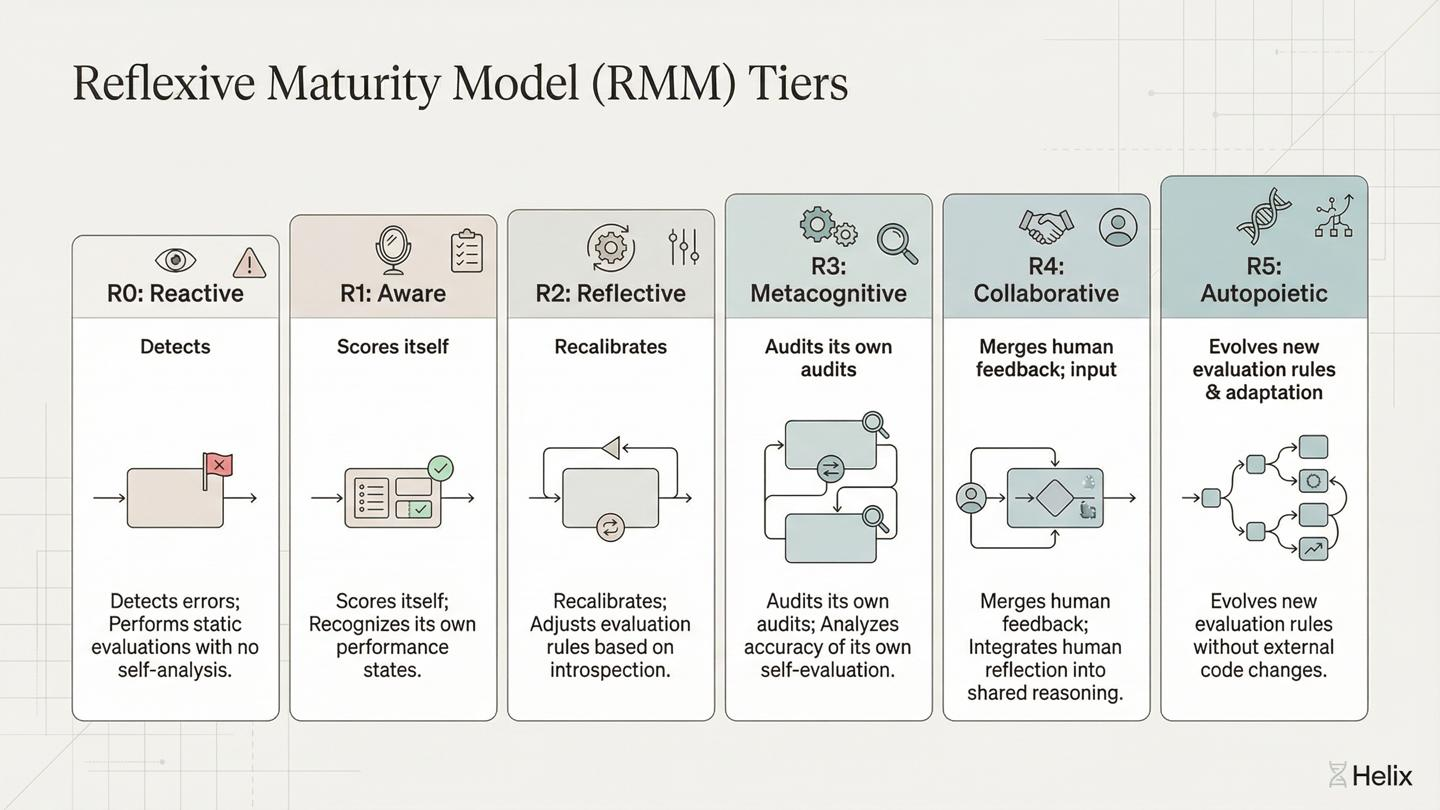 Reflexive Maturity Model (RMM) Tiers
R0: Reactive
Detects
Detects errors;
Performs static
evaluations with no
self-analysis.
R1: Aware
Scores itself
Scores itself;
Recognizes its own
performance
states.
R2: Reflective
Recalibrates
Recalibrates;
Adjusts evaluation
rules based on
introspection.
R3:
Metacognitive
Audits its own
audits
Audits its own
audits; Analyzes
accuracy of its own
self-evaluation.
R4:
Collaborative
Merges human
feedback; input
Merges human
feedback;
Integrates human
reflection into
shared reasoning.
R5:
Autopoietic
Evolves new
evaluation rules
& adaptation
Evolves new
evaluation rules
without external
code changes.
Helix